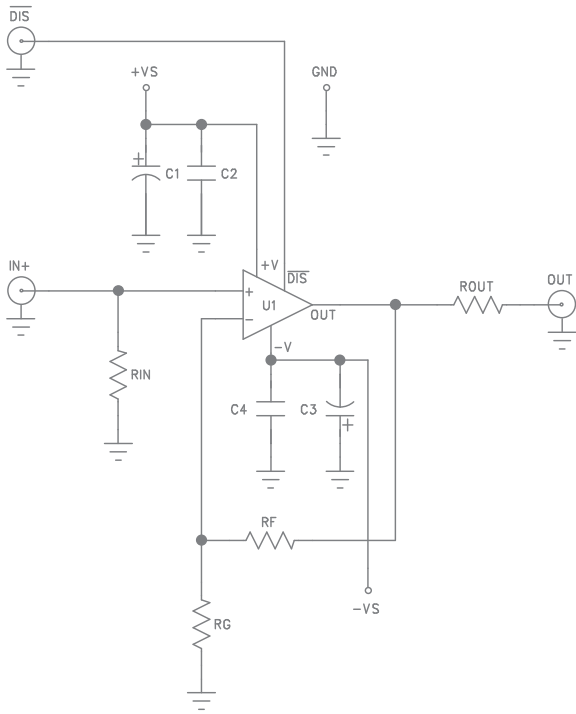 DIS
+VS
GND
+
C1
C2
IN+
+V
DIS
+
U1
−
OUT
−V
ROUT
OUT
RIN
C4
C3
+
RF
−VS
RG